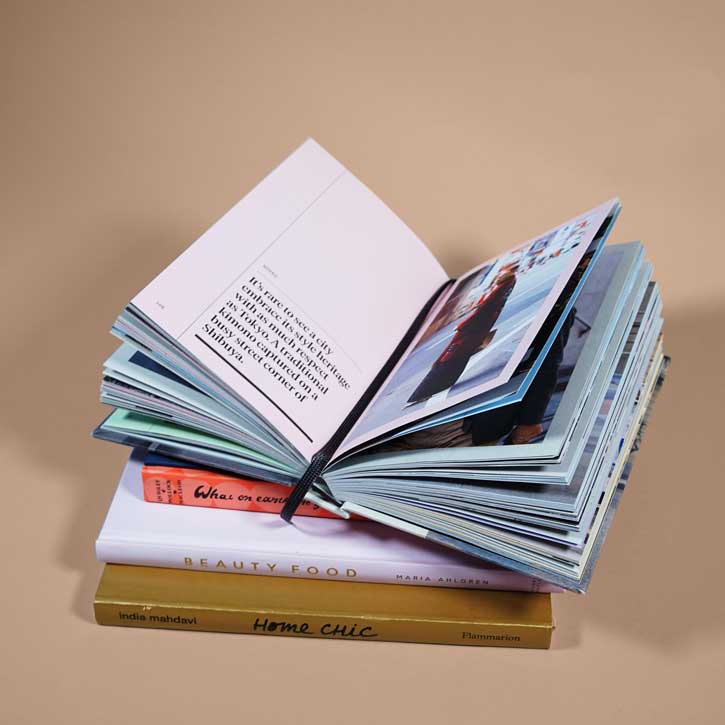 It's rare to see a city
embrace its style heritage
with as much respect
as Tokyo. A traditional
kimono captured on a
busy street corner of
Shibuya.
What on ear
BEAUTY FOOD MARIA AHLGREN
india mahdavi HOME CHIC Flammarion